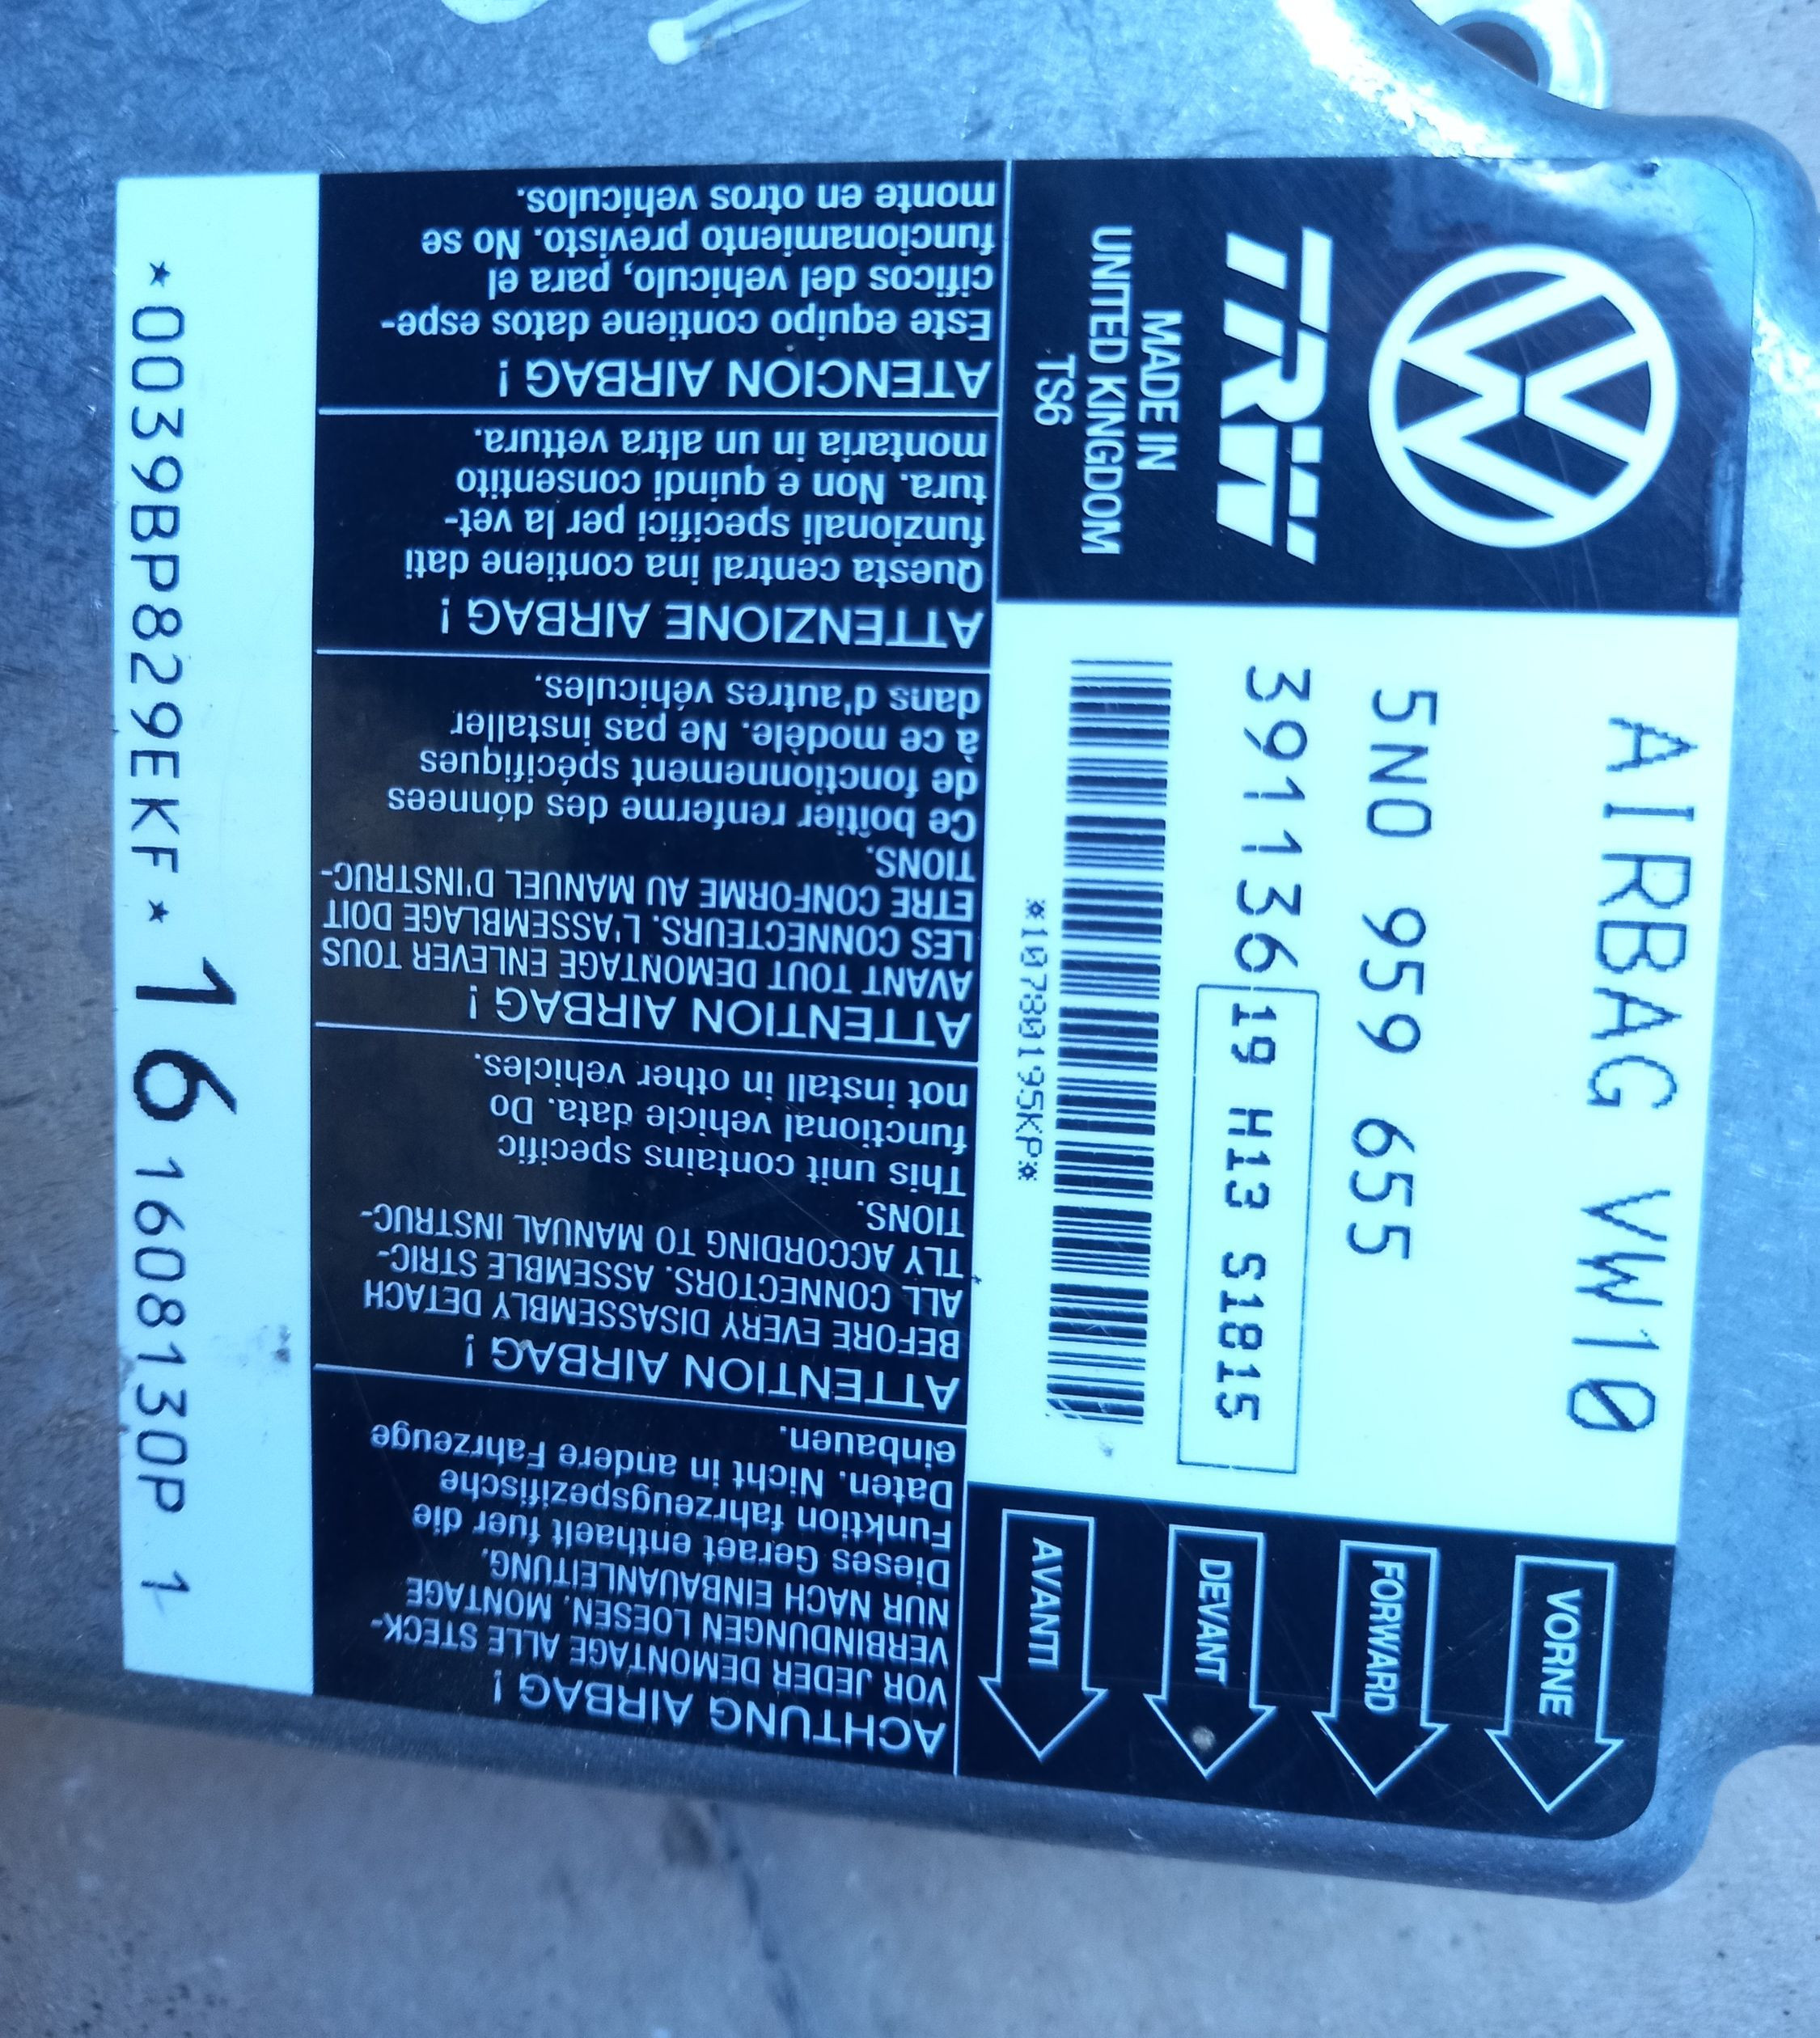 TRW
MADE IN
UNITED KINGDOM
TS6
AIRBAG VW10
5N0 959 655
39113619 H13 S1815
*10780195KP*
VORNE
FORWARD
DEVANT
AVANTI
ACHTUNG AIRBAG !
VOR JEDER DEMONTAGE ALLE STECK-
VERBINDUNGEN LOESEN. MONTAGE
NUR NACH EINBAUANLEITUNG.
Dieses Geraet enthaelt fuer die
Funktion fahrzeugspezifische
Daten. Nicht in andere Fahrzeuge
einbauen.
ATTENTION AIRBAG !
BEFORE EVERY DISASSEMBLY DETACH
ALL CONNECTORS. ASSEMBLE STRIC-
TLY ACCORDING TO MANUAL INSTRUC-
TIONS.
This unit contains specific
functional vehicle data. Do
not install in other vehicles.
ATTENTION AIRBAG !
AVANT TOUT DEMONTAGE ENLEVER TOUS
LES CONNECTEURS. L'ASSEMBLAGE DOIT
ETRE CONFORME AU MANUEL D'INSTRUC-
TIONS.
Ce boîtier renferme des dónnees
de fonctionnement spécifiques
à ce modèle. Ne pas installer
dans d'autres véhicules.
ATTENZIONE AIRBAG !
Questa central ina contiene dati
funzionali specifici per la vet-
tura. Non e quindi consentito
montaria in un altra vettura.
ATENCION AIRBAG !
Este equipo contiene datos espe-
cificos del vehiculo, para el
funcionamiento previsto. No se
monte en otros vehiculos.
*0039BP829EKF* 16 1608130P 1